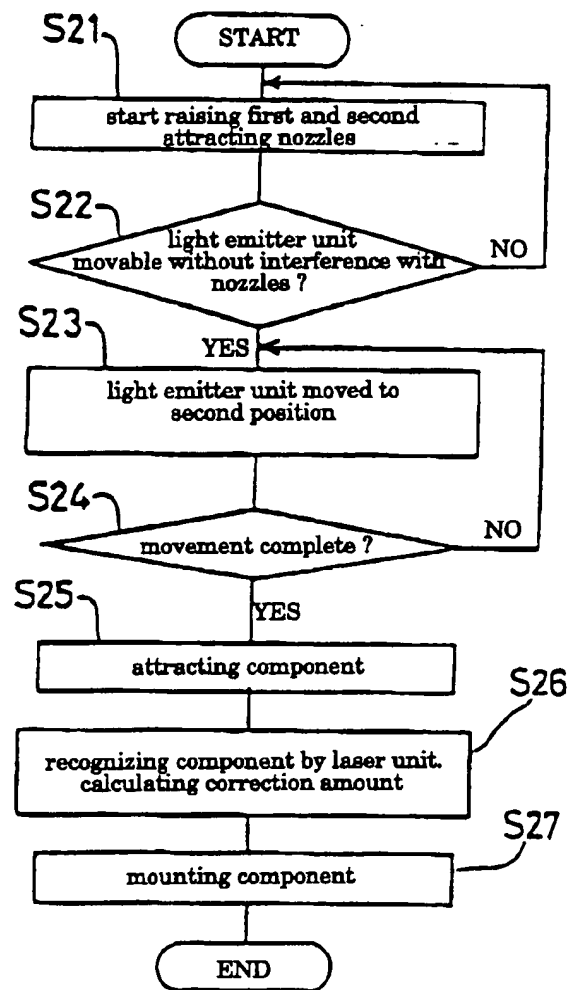 S21
START
start raising first and second
attracting nozzles
S22
light emitter unit
movable without interference with
nozzles ?
NO
S23
YES
light emitter unit moved to
second position
S24
movement complete ?
NO
S25
YES
attracting component
S26
recognizing component by laser unit.
calculating correction amount
S27
mounting component
END